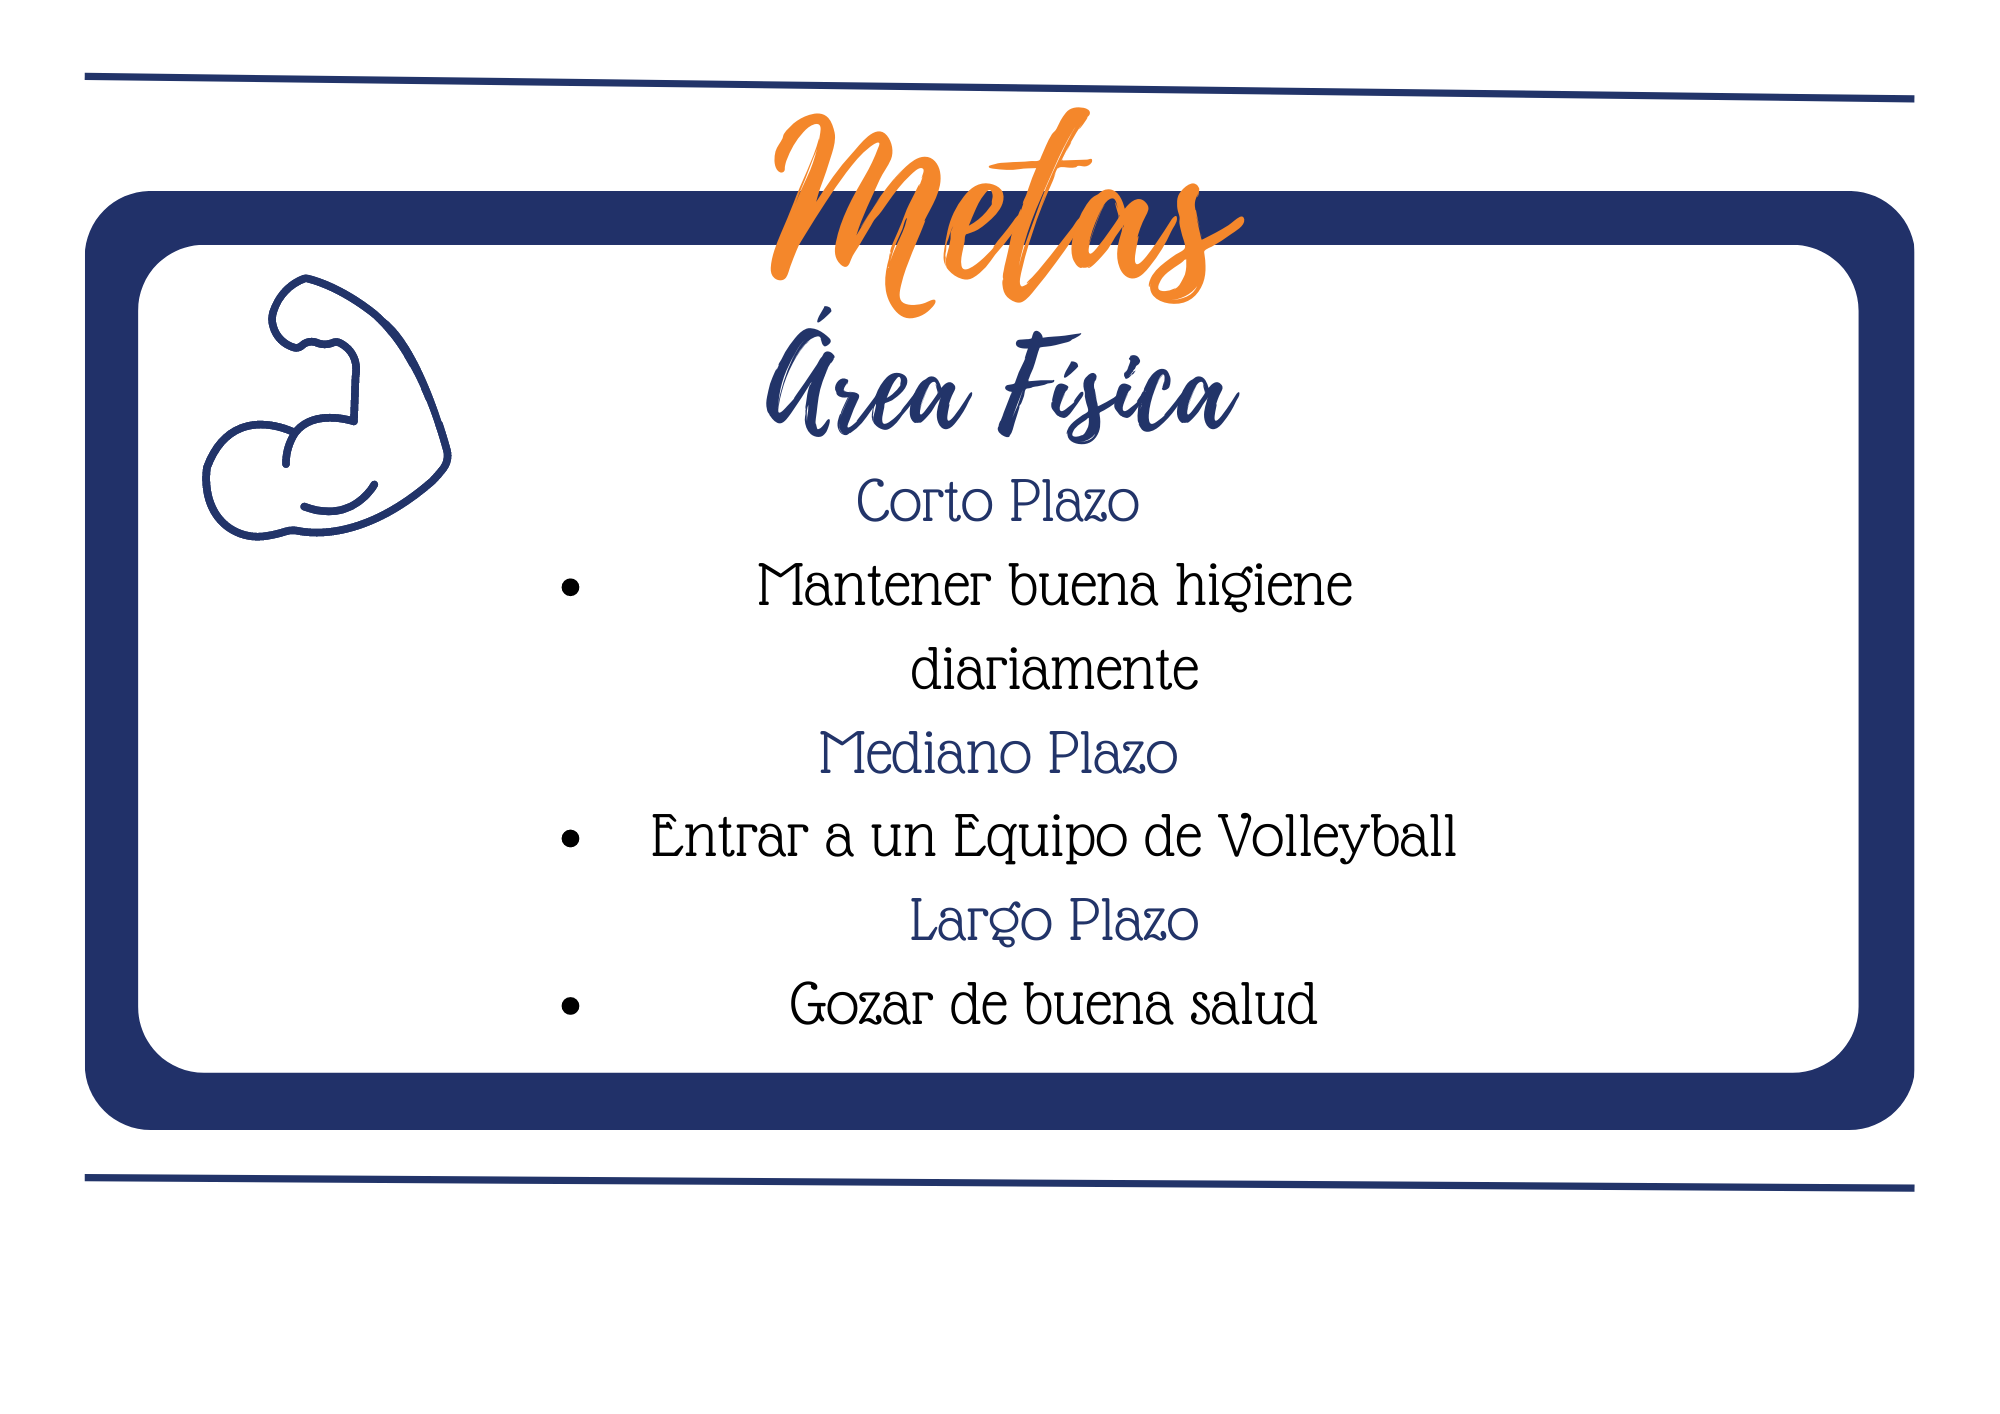 Metas
Área Física
Corto Plazo
• Mantener buena higiene
diariamente
Mediano Plazo
• Entrar a un Equipo de Volleyball
Largo Plazo
• Gozar de buena salud